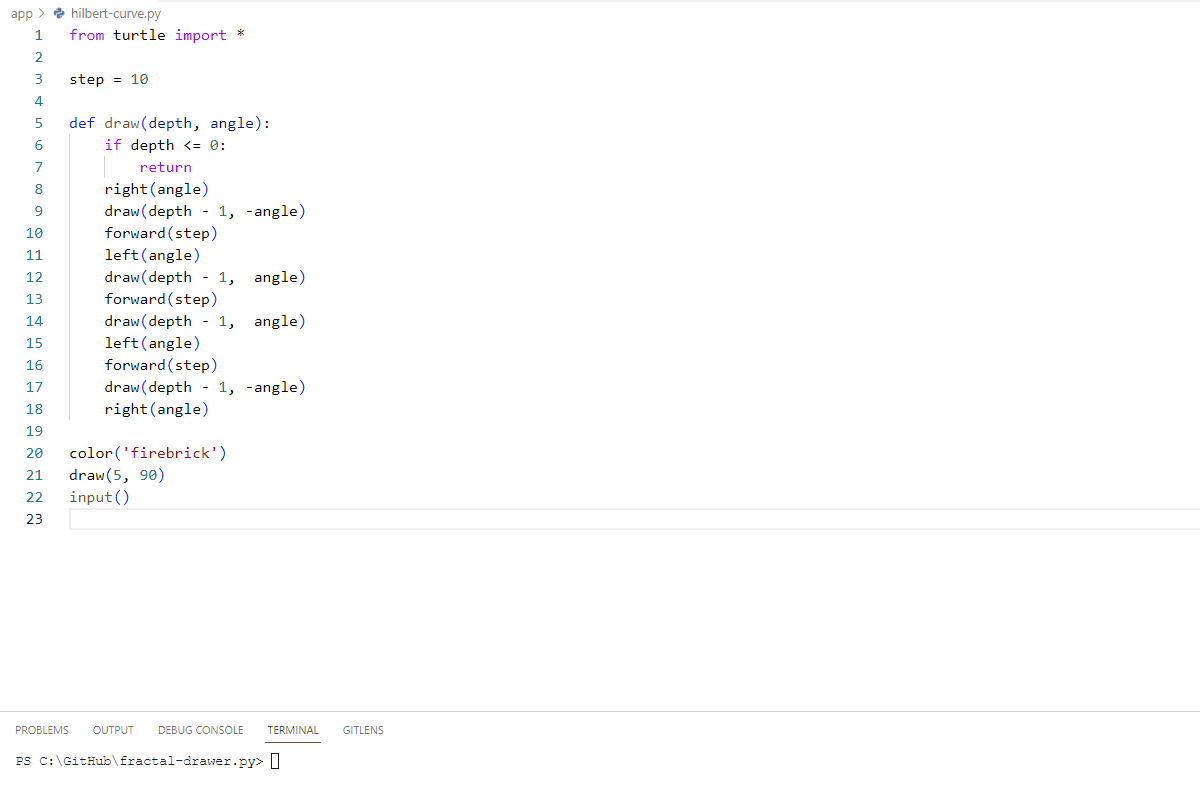 app > hilbert-curve.py
1 from turtle import *
2
3 step = 10
4
5 def draw(depth, angle):
6     if depth <= 0:
7         return
8     right(angle)
9     draw(depth - 1, -angle)
10     forward(step)
11     left(angle)
12     draw(depth - 1,  angle)
13     forward(step)
14     draw(depth - 1,  angle)
15     left(angle)
16     forward(step)
17     draw(depth - 1, -angle)
18     right(angle)
19
20 color('firebrick')
21 draw(5, 90)
22 input()
23
PROBLEMS OUTPUT DEBUG CONSOLE TERMINAL GITLENS
PS C:\GitHub\fractal-drawer.py>